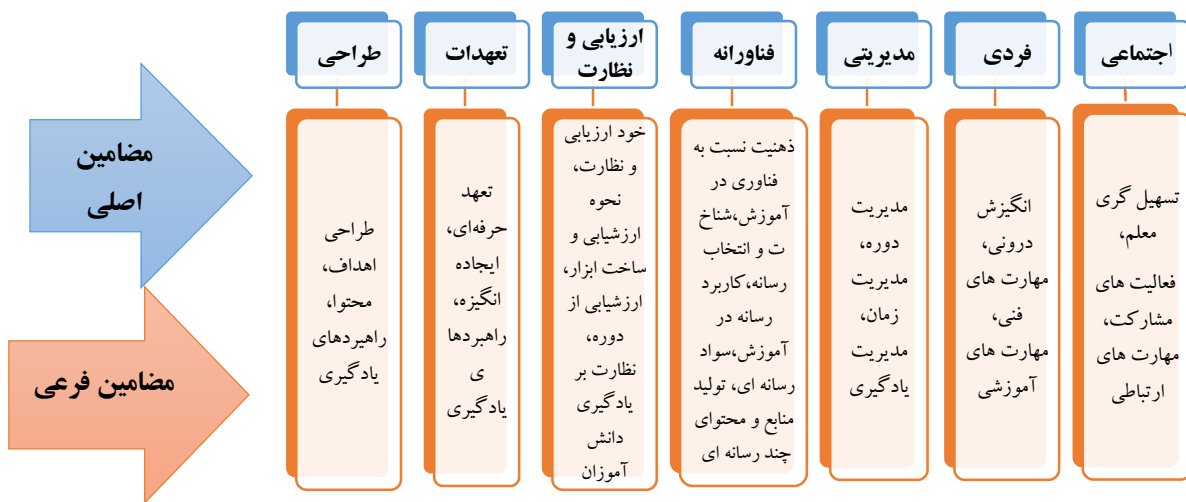 اجتماعی
فردی
مدیریتی
فناورانه
ارزیابی و
نظارت
تعهدات
طراحی
مضامین
اصلی
تسهیل گری
معلم،
فعالیت های
مشارکت،
مهارت های
ارتباطی
انگیزش
درونی،
مهارت های
فنی،
مهارت های
آموزشی
مدیریت
دوره،
مدیریت
زمان،
مدیریت
یادگیری
ذهنیت نسبت به
فناوری در
آموزش،شناخ
ت و انتخاب
رسانه،کاربرد
رسانه در
آموزش،سواد
رسانه ای، تولید
منابع و محتوای
چند رسانه ای
خود ارزیابی
و نظارت،
نحوه
ارزشیابی و
ساخت ابزار،
ارزشیابی از
دوره،
نظارت بر
یادگیری
دانش
آموزان
تعهد
حرفه‌ای،
ایجاده
انگیزه،
راهبردها
ی
یادگیری
طراحی
اهداف،
محتوا،
راهبردهای
یادگیری
مضامین فرعی